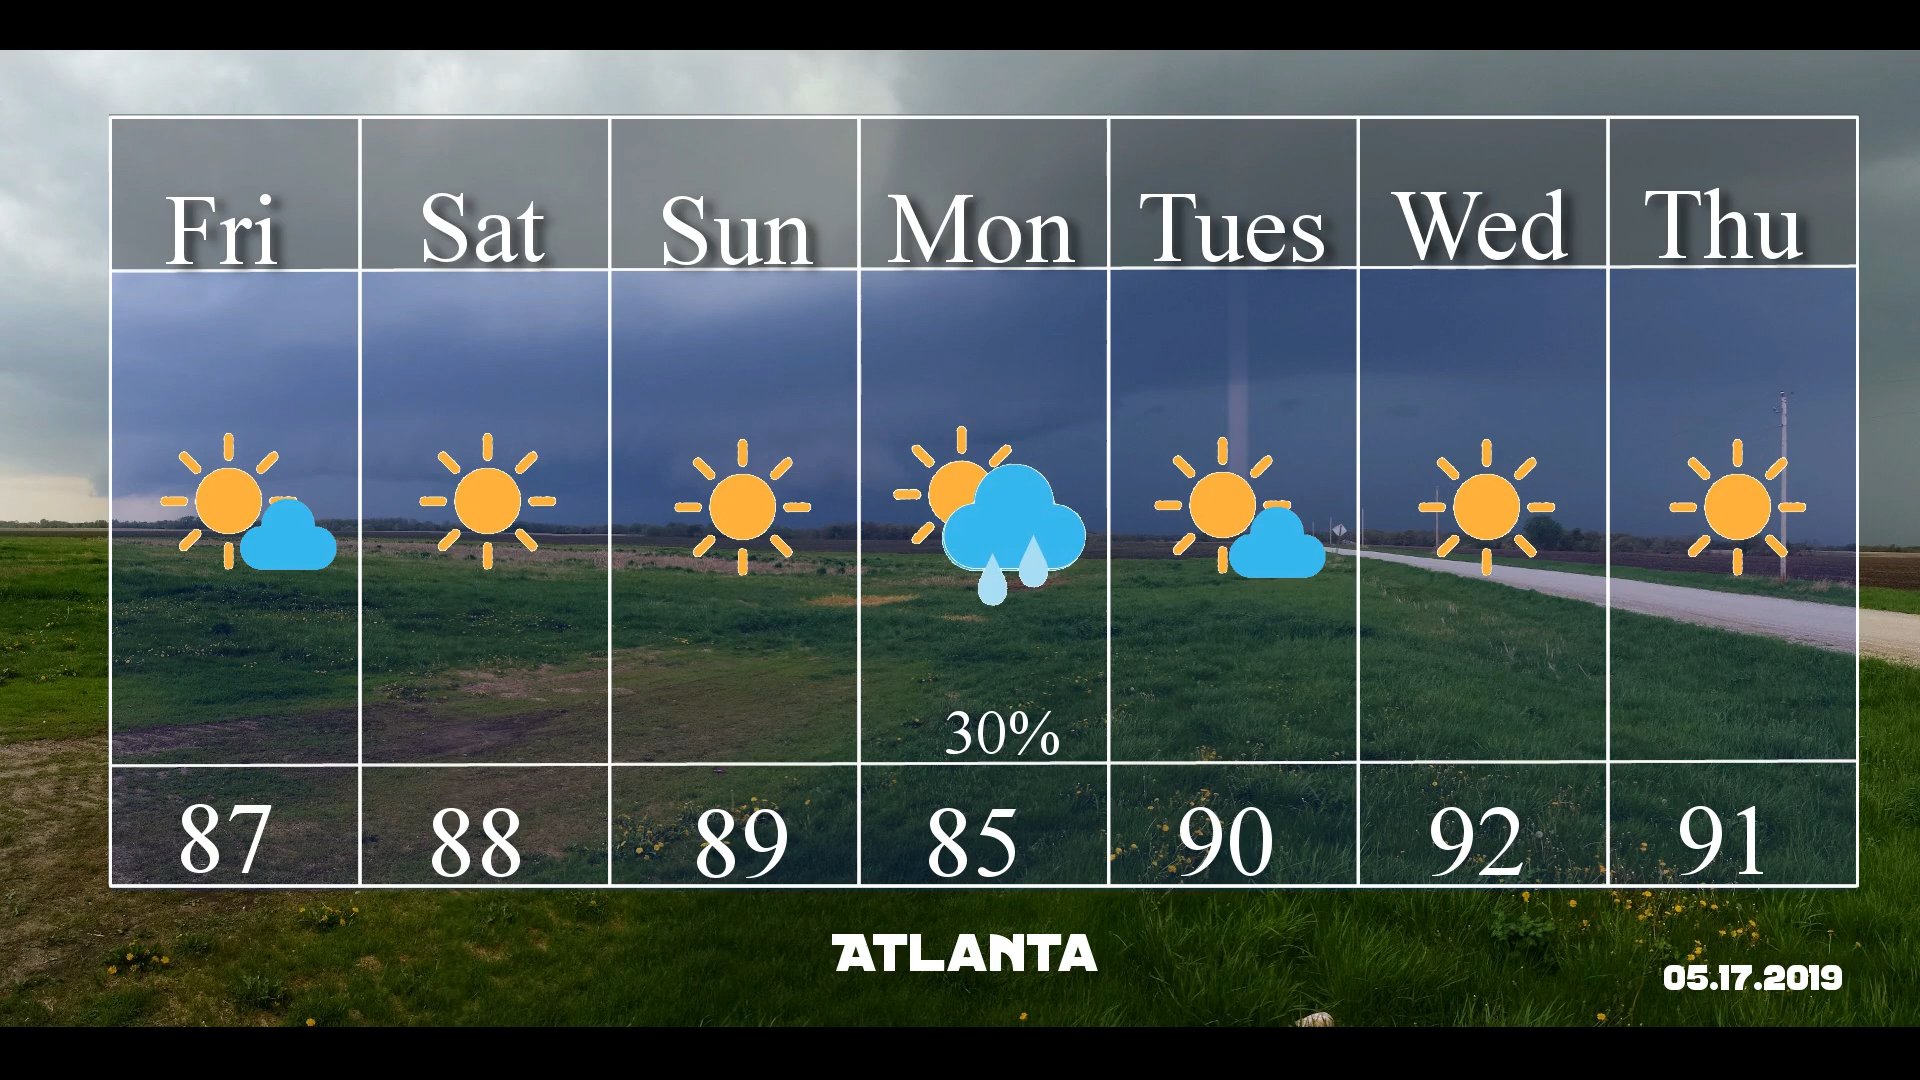 Fri Sat Sun Mon Tues Wed Thu
30%
87 88 89 85 90 92 91
ATLANTA
05.17.2019